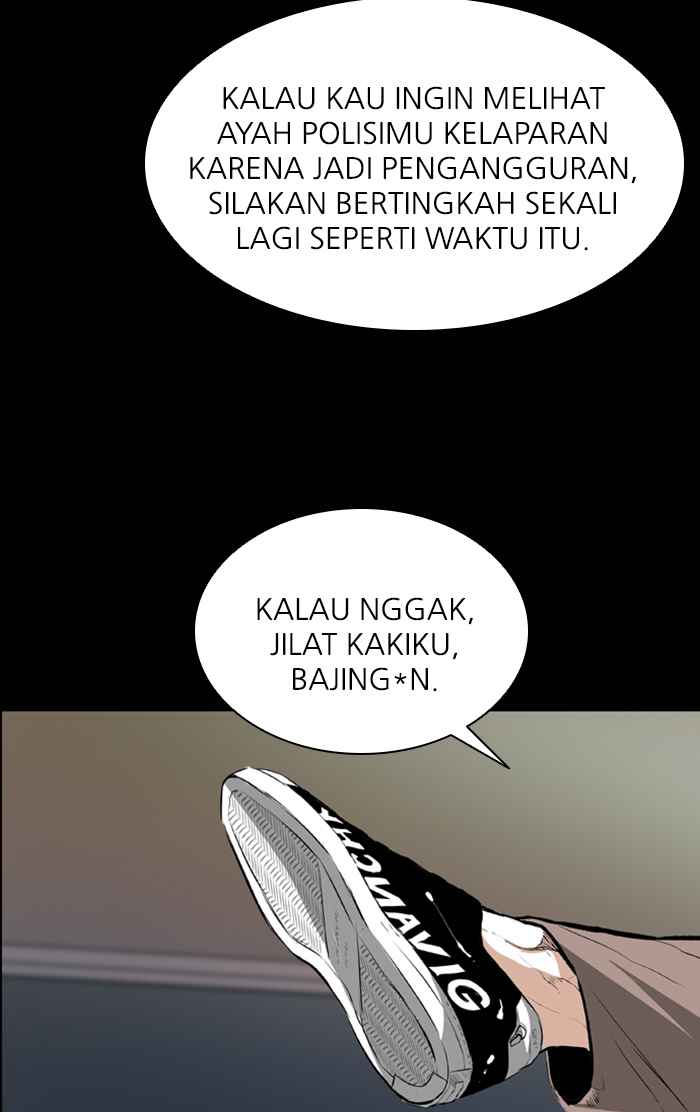 KALAU KAU INGIN MELIHAT
AYAH POLISIMU KELAPARAN
KARENA JADI PENGANGGURAN,
SILAKAN BERTINGKAH SEKALI
LAGI SEPERTI WAKTU ITU.
KALAU NGGAK,
JILAT KAKIKU,
BAJING*N.